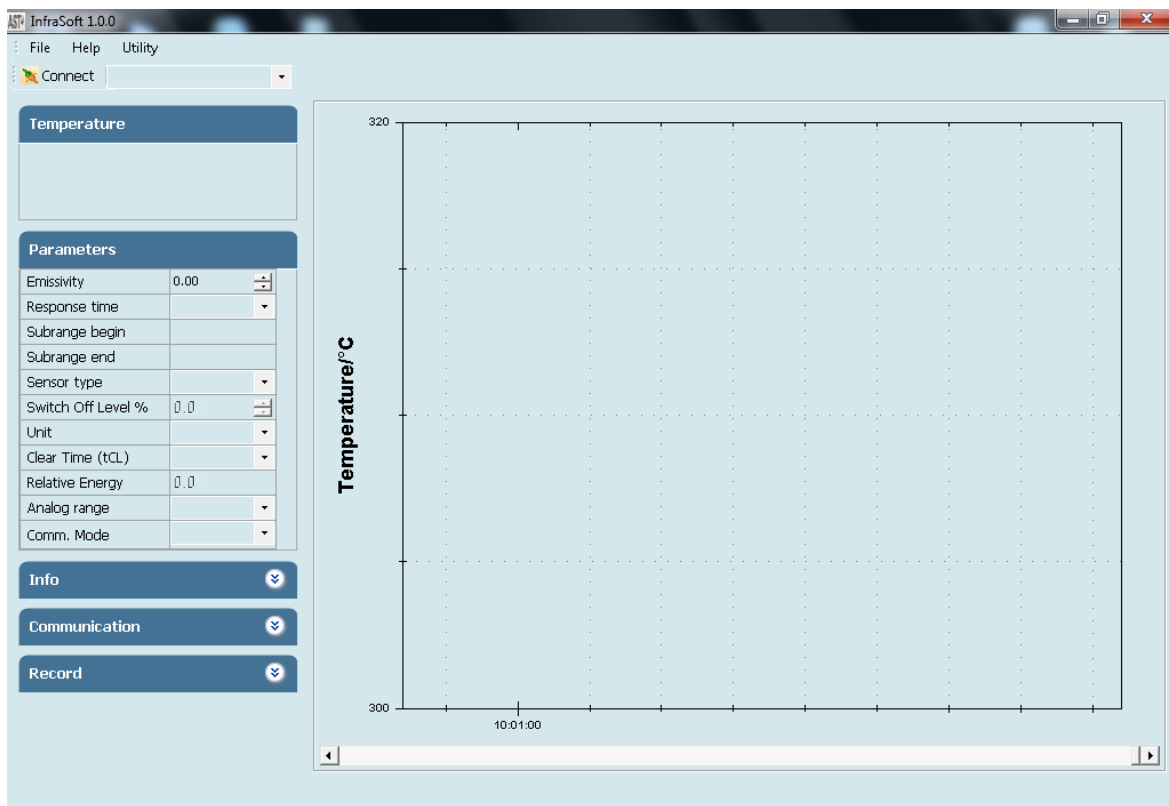 AST InfraSoft 1.0.0
File Help Utility
Connect
Temperature
Parameters
Emissivity 0.00
Response time
Subrange begin
Subrange end
Sensor type
Switch Off Level % 0.0
Unit
Clear Time (tCL)
Relative Energy 0.0
Analog range
Comm. Mode
Info
Communication
Record
320
Temperature/°C
300
10:01:00